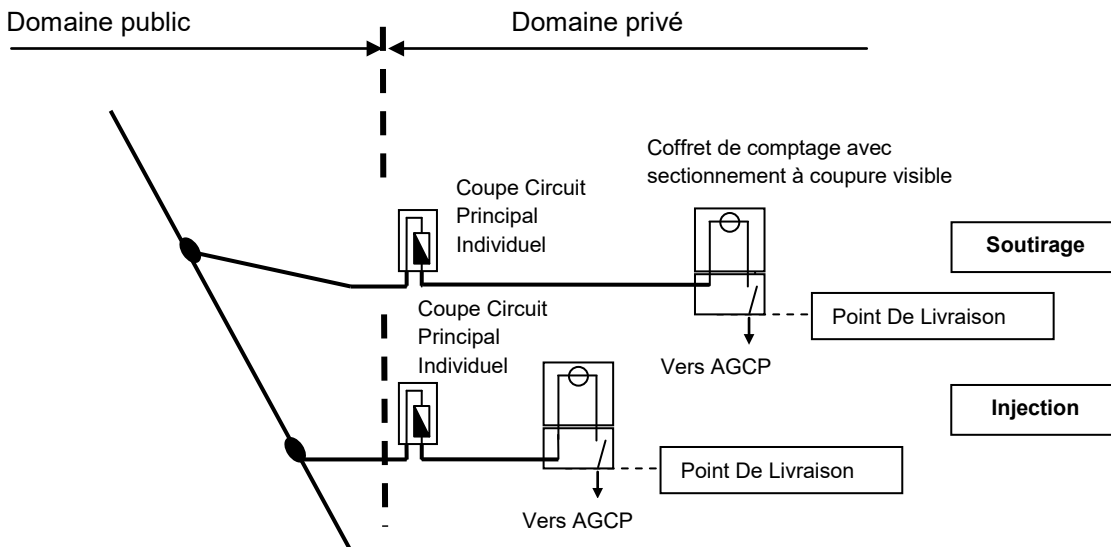 Domaine public
Domaine privé
Coffret de comptage avec
sectionnement à coupure visible
Coupe Circuit
Principal
Individuel
Soutirage
Point De Livraison
Vers AGCP
Coupe Circuit
Principal
Individuel
Injection
Point De Livraison
Vers AGCP